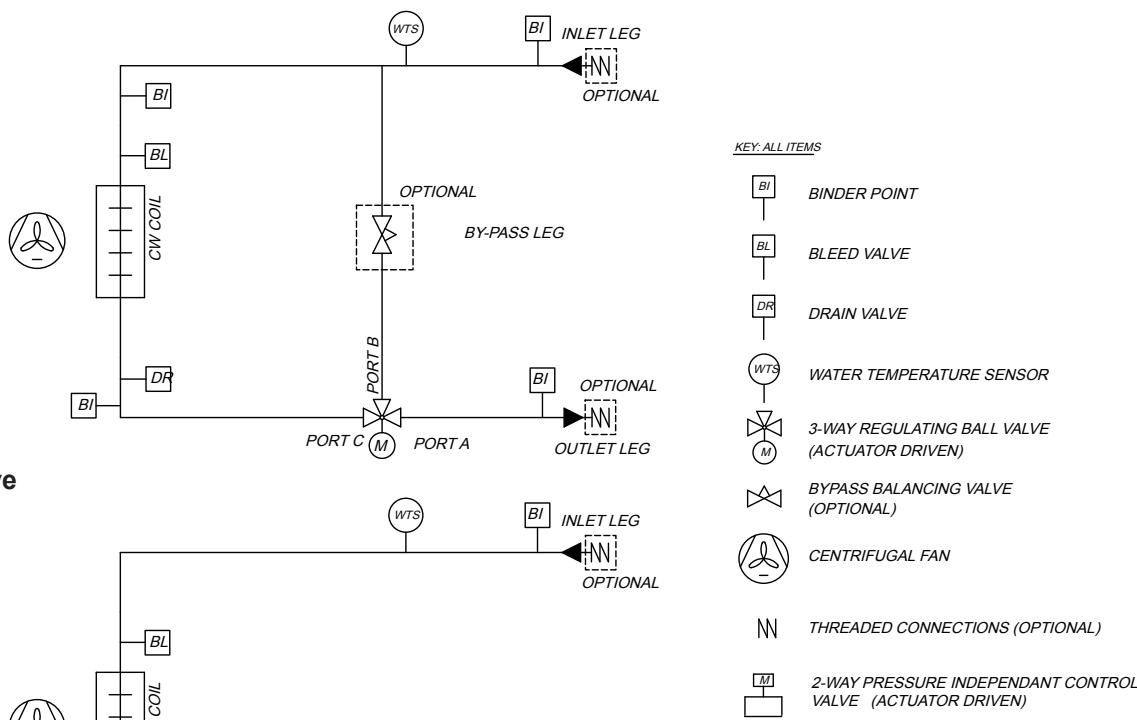 WTS
BI
INLET LEG
OPTIONAL
BI
BL
CW COIL
OPTIONAL
BY-PASS LEG
PORT B
DR
BI
BI
OPTIONAL
PORT C
M
PORT A
OUTLET LEG
WTS
BI
INLET LEG
OPTIONAL
BL
COIL
KEY: ALL ITEMS
BI
BINDER POINT
BL
BLEED VALVE
DR
DRAIN VALVE
WTS
WATER TEMPERATURE SENSOR
3-WAY REGULATING BALL VALVE
M
(ACTUATOR DRIVEN)
BYPASS BALANCING VALVE
(OPTIONAL)
CENTRIFUGAL FAN
THREADED CONNECTIONS (OPTIONAL)
M
2-WAY PRESSURE INDEPENDANT CONTROL
VALVE (ACTUATOR DRIVEN)